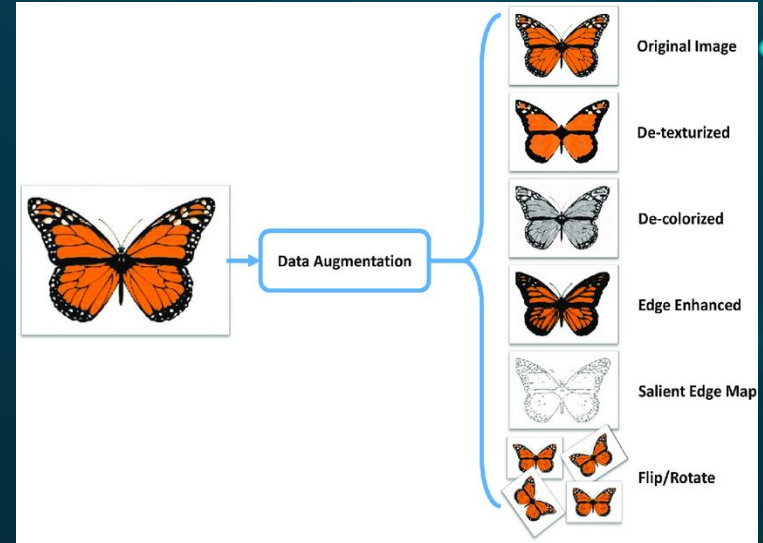 Original Image
De-texturized
De-colorized
Data Augmentation
Edge Enhanced
Salient Edge Map
Flip/Rotate